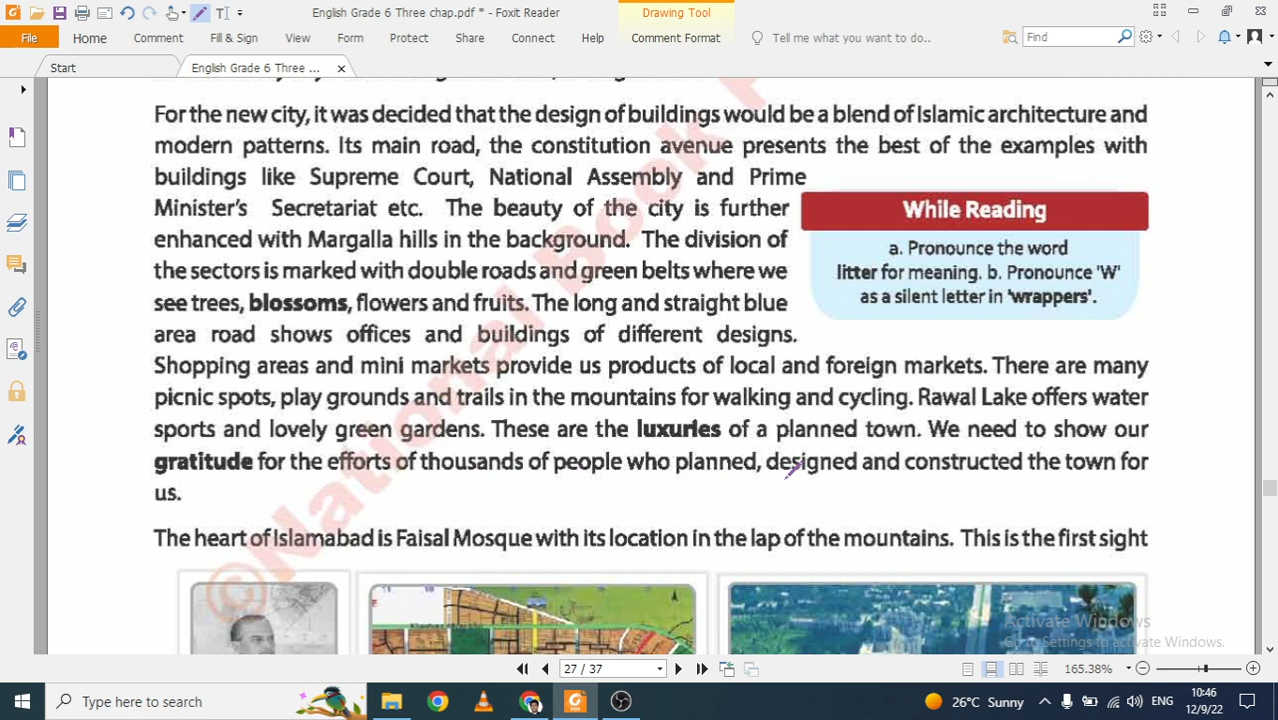 English Grade 6 Three chap.pdf * - Foxit Reader
Drawing Tool
File Home Comment Fill & Sign View Form Protect Share Connect Help Comment Format Tell me what you want to do.. Find
Start
English Grade 6 Three ...
For the new city, it was decided that the design of buildings would be a blend of Islamic architecture and
modern patterns. Its main road, the constitution avenue presents the best of the examples with
buildings like Supreme Court, National Assembly and Prime
Minister's Secretariat etc. The beauty of the city is further
enhanced with Margalla hills in the background. The division of
the sectors is marked with double roads and green belts where we
see trees, blossoms, flowers and fruits. The long and straight blue
area road shows offices and buildings of different designs.
While Reading
a. Pronounce the word
litter for meaning. b. Pronounce 'W'
as a silent letter in 'wrappers'.
Shopping areas and mini markets provide us products of local and foreign markets. There are many
picnic spots, play grounds and trails in the mountains for walking and cycling. Rawal Lake offers water
sports and lovely green gardens. These are the luxuries of a planned town. We need to show our
gratitude for the efforts of thousands of people who planned, designed and constructed the town for
us.
The heart of Islamabad is Faisal Mosque with its location in the lap of the mountains. This is the first sight
©National Book
Activate Windows
Go to Settings to activate Windows.
27 / 37
165.38%
Type here to search
26°C Sunny
ENG
10:46
12/9/22